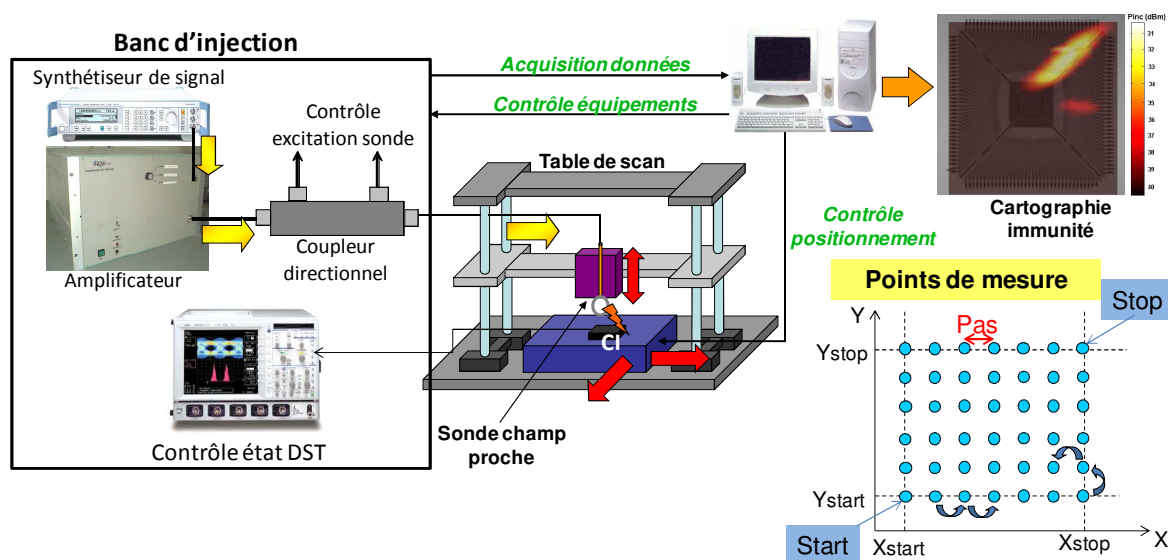 Banc d'injection
Synthétiseur de signal
Contrôle
excitation sonde
Amplificateur
Coupleur
directionnel
Contrôle état DST
Acquisition données
Contrôle équipements
Table de scan
CI
Sonde champ
proche
Contrôle
positionnement
Pinc (dBm)
31
32
33
34
35
36
37
38
39
40
Cartographie
immunité
Points de mesure
Stop
Y
Pas
Ystop
Ystart
Start
Xstart
Xstop
X